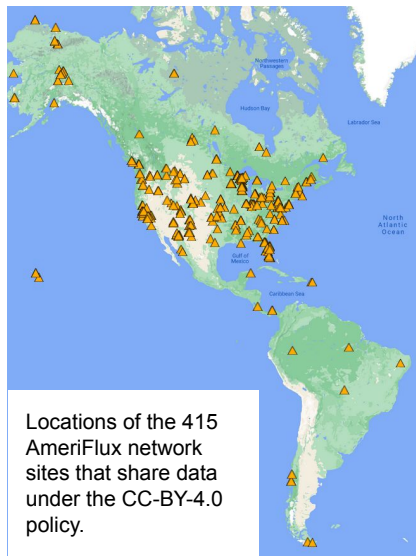 Northwestern
Passages
Hudson Bay
Labrador Sea
North
Atlantic
Ocean
Gulf of
Mexico
Caribbean Sea
Locations of the 415
AmeriFlux network
sites that share data
under the CC-BY-4.0
policy.